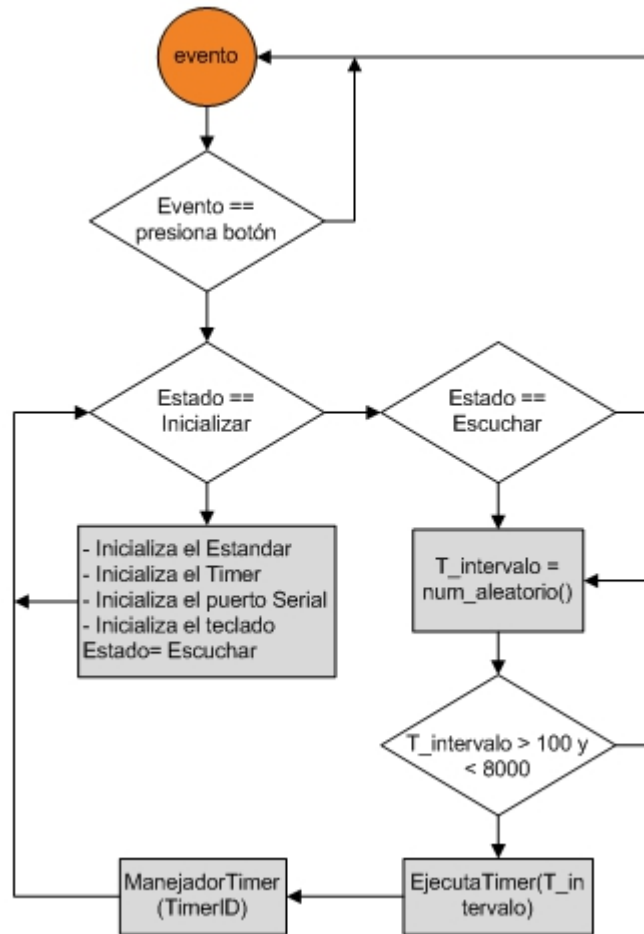 evento
Evento ==
presiona botón
Estado ==
Inicializar
Estado ==
Escuchar
- Inicializa el Estandar
- Inicializa el Timer
- Inicializa el puerto Serial
- Inicializa el teclado
Estado= Escuchar
T_intervalo =
num_aleatorio()
T_intervalo > 100 y
< 8000
ManejadorTimer
(TimerID)
EjecutaTimer(T_in
tervalo)